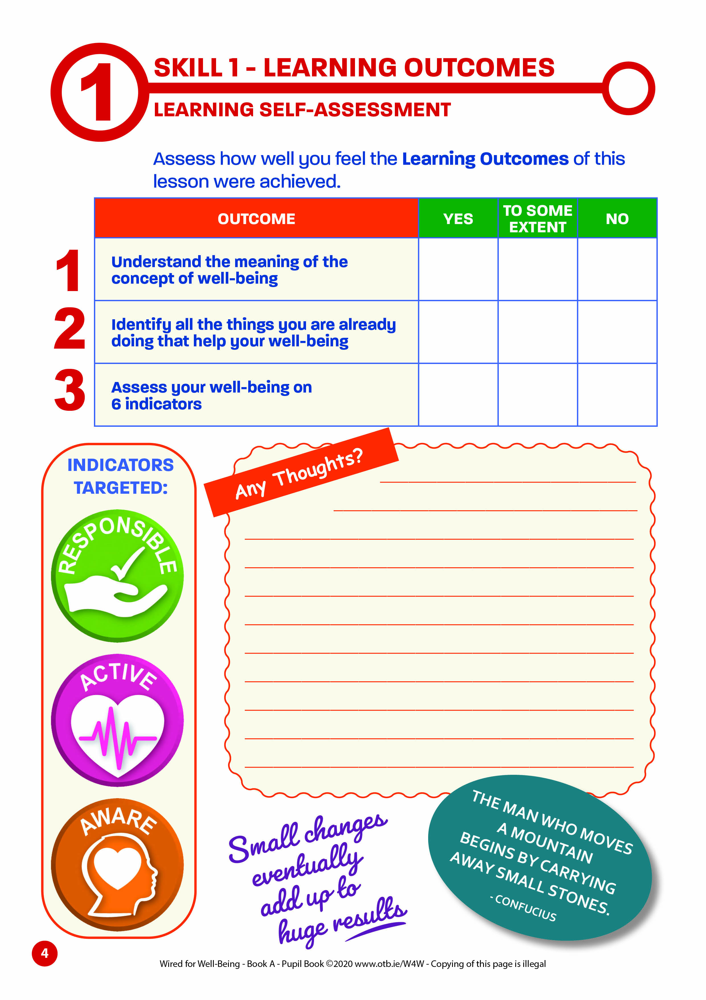 1
SKILL 1 - LEARNING OUTCOMES
LEARNING SELF-ASSESSMENT
Assess how well you feel the Learning Outcomes of this
lesson were achieved.
OUTCOME
YES
TO SOME
EXTENT
NO
1
Understand the meaning of the
concept of well-being
2
Identify all the things you are already
doing that help your well-being
3
Assess your well-being on
6 indicators
INDICATORS
TARGETED:
RESPONSIBLE
ACTIVE
AWARE
Any Thoughts?
Small changes
eventually
add up to
huge results
THE MAN WHO MOVES
A MOUNTAIN
BEGINS BY CARRYING
AWAY SMALL STONES.
- CONFUCIUS
4
Wired for Well-Being - Book A - Pupil Book ©2020 www.otb.ie/W4W - Copying of this page is illegal